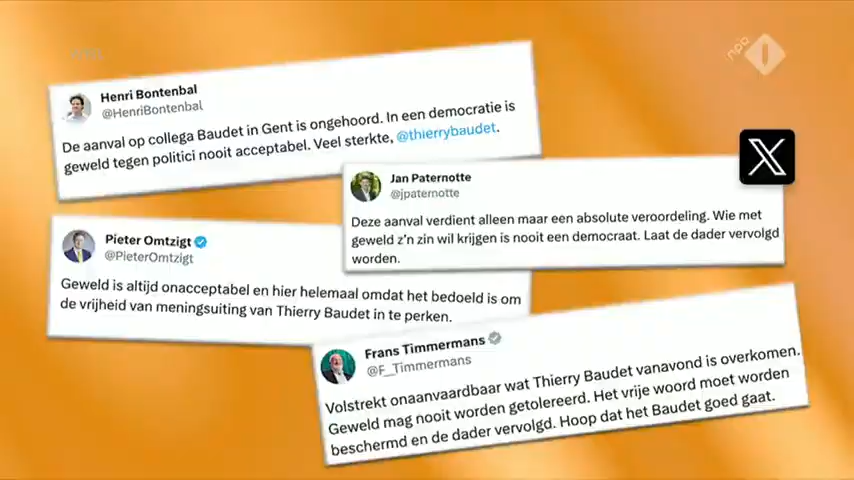 npo
1
Henri Bontenbal
@HenriBontenbal
De aanval op collega Baudet in Gent is ongehoord. In een democratie is
geweld tegen politici nooit acceptabel. Veel sterkte, @thierrybaudet.
X
Jan Paternotte
@jpaternotte
Deze aanval verdient alleen maar een absolute veroordeling. Wie met
geweld z'n zin wil krijgen is nooit een democraat. Laat de dader vervolgd
worden.
Pieter Omtzigt
@PieterOmtzigt
Geweld is altijd onacceptabel en hier helemaal omdat het bedoeld is om
de vrijheid van meningsuiting van Thierry Baudet in te perken.
Frans Timmermans
@F_Timmermans
Volstrekt onaanvaardbaar wat Thierry Baudet vanavond is overkomen.
Geweld mag nooit worden getolereerd. Het vrije woord moet worden
beschermd en de dader vervolgd. Hoop dat het Baudet goed gaat.